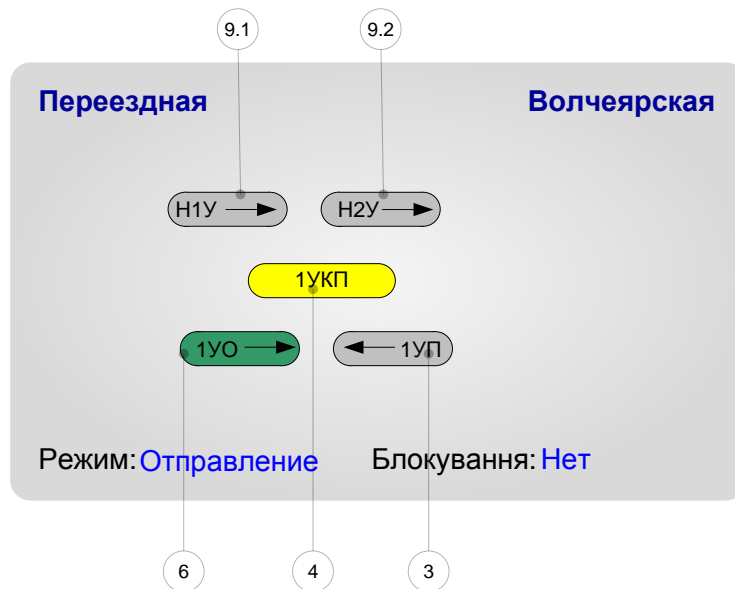 9.1 9.2
Переездная Волчеярская
Н1У Н2У
1УКП
1УО 1УП
Режим: Отправление Блокування: Нет
6 4 3